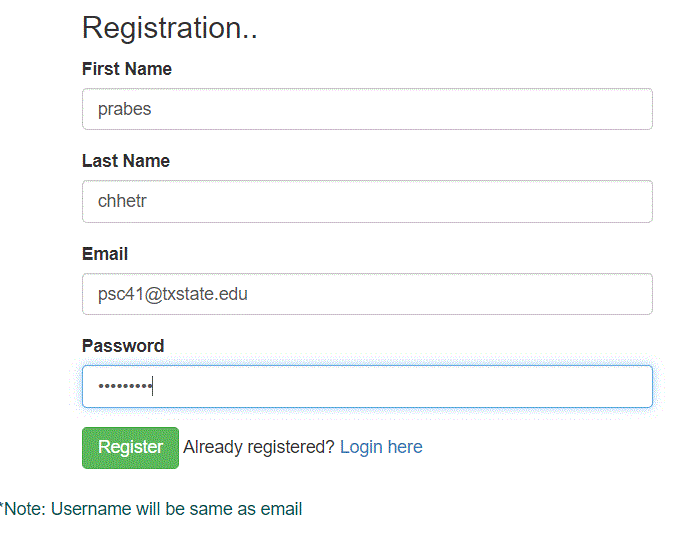 Registration..
First Name
prabes
Last Name
chhetr
Email
psc41@txstate.edu
Password
•••••••••
Register Already registered? Login here
*Note: Username will be same as email